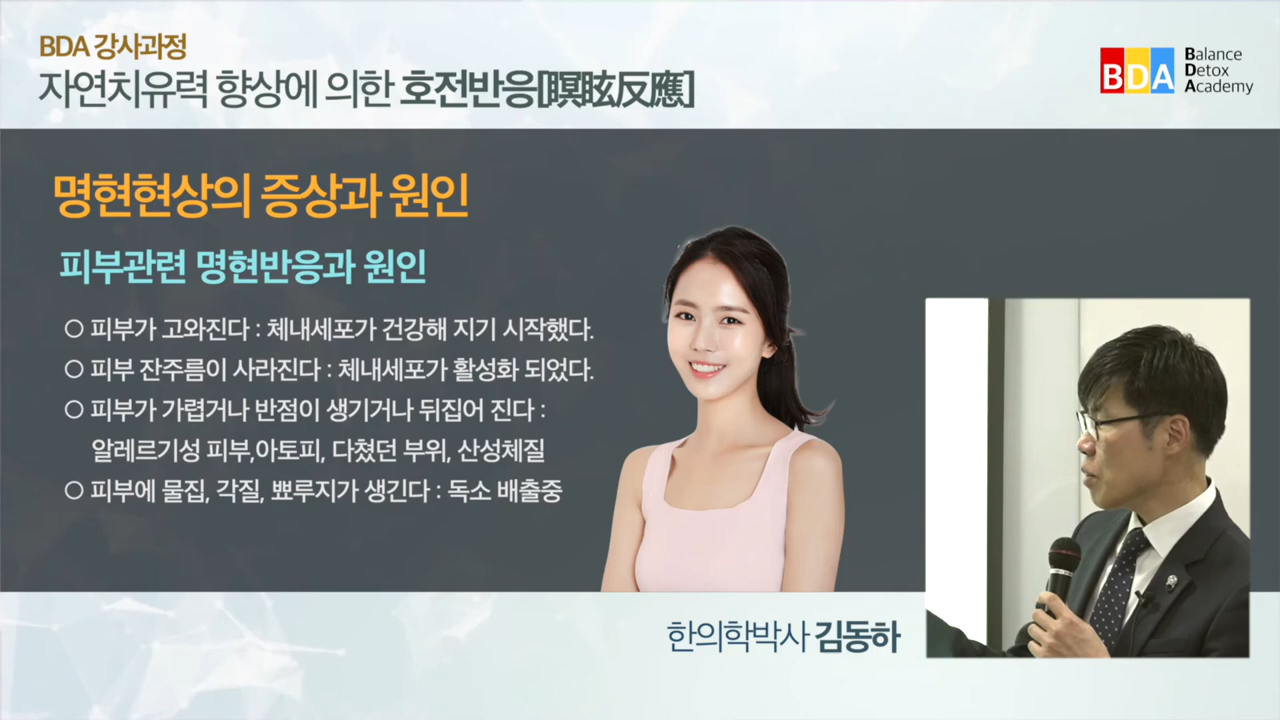 BDA 강사과정
자연치유력 향상에 의한 호전반응[瞑眩反應]
BDA
Balance
Detox
Academy
명현현상의 증상과 원인
피부관련 명현반응과 원인
○ 피부가 고와진다 : 체내세포가 건강해 지기 시작했다.
○ 피부 잔주름이 사라진다 : 체내세포가 활성화 되었다.
○ 피부가 가렵거나 반점이 생기거나 뒤집어 진다 :
알레르기성 피부,아토피, 다쳤던 부위, 산성체질
○ 피부에 물집, 각질, 뾰루지가 생긴다 : 독소 배출중
한의학박사 김동하